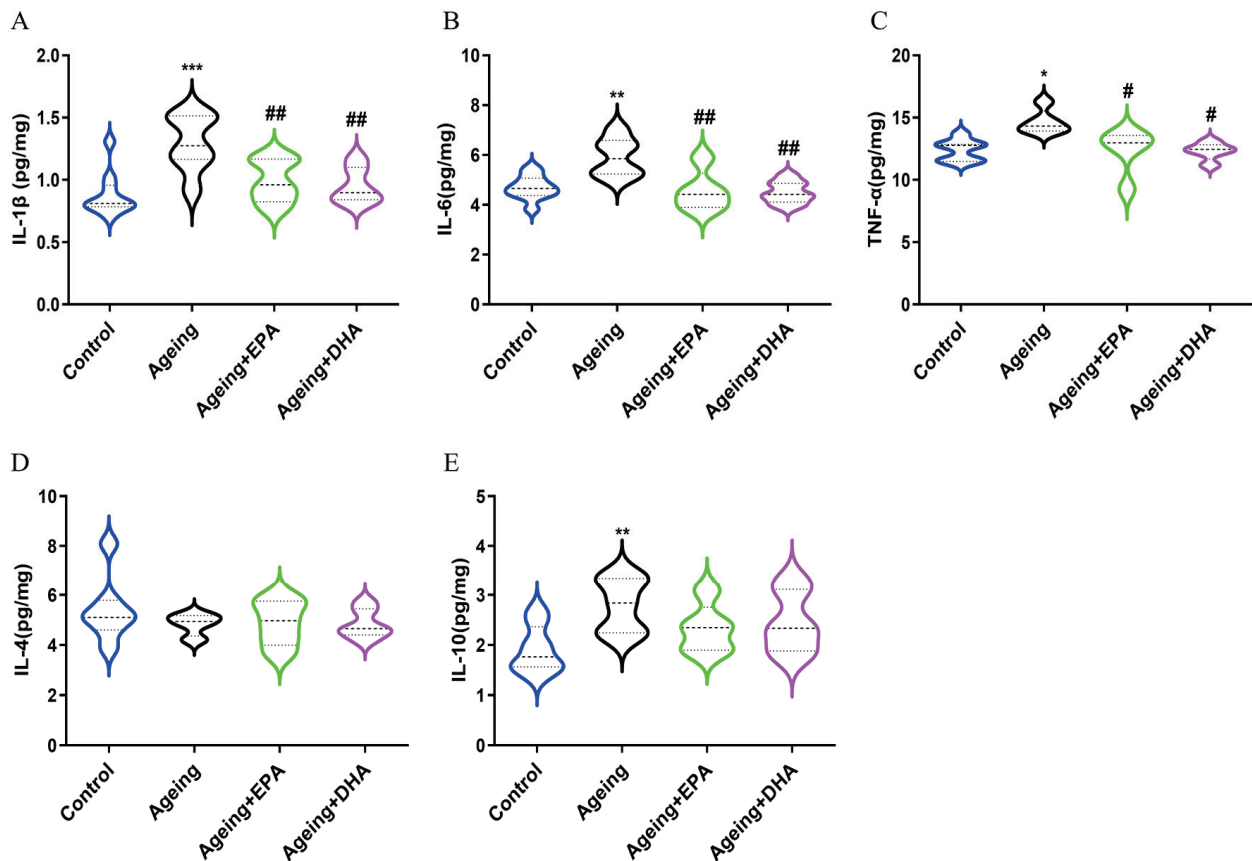 A
IL-1β (pg/mg)
2.0
1.5
1.0
0.5
0.0
***
##
##
Control
Ageing
Ageing+EPA
Ageing+DHA
B
IL-6(pg/mg)
10
8
6
4
2
0
**
##
##
Control
Ageing
Ageing+EPA
Ageing+DHA
C
TNF-α(pg/mg)
20
15
10
5
0
*
#
#
Control
Ageing
Ageing+EPA
Ageing+DHA
D
IL-4(pg/mg)
10
8
6
4
2
0
Control
Ageing
Ageing+EPA
Ageing+DHA
E
IL-10(pg/mg)
5
4
3
2
1
0
**
Control
Ageing
Ageing+EPA
Ageing+DHA